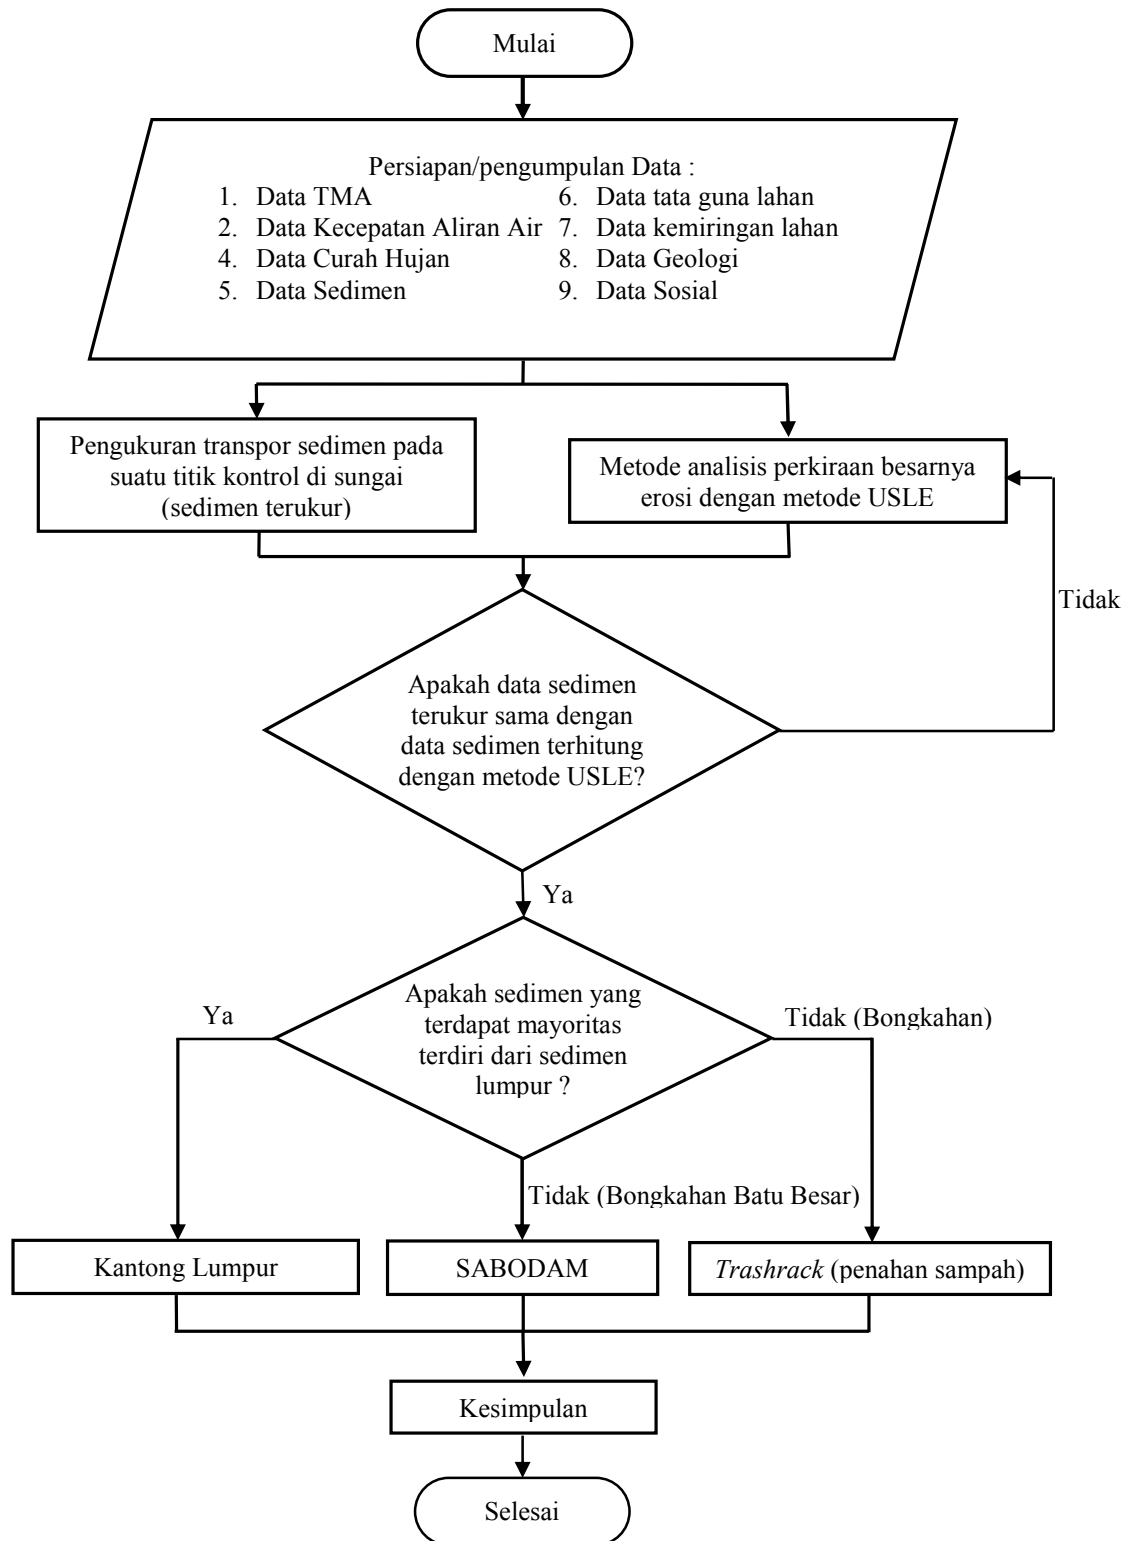 Mulai
Persiapan/pengumpulan Data :
1. Data TMA
2. Data Kecepatan Aliran Air
4. Data Curah Hujan
5. Data Sedimen
6. Data tata guna lahan
7. Data kemiringan lahan
8. Data Geologi
9. Data Sosial
Pengukuran transpor sedimen pada
suatu titik kontrol di sungai
(sedimen terukur)
Metode analisis perkiraan besarnya
erosi dengan metode USLE
Tidak
Apakah data sedimen
terukur sama dengan
data sedimen terhitung
dengan metode USLE?
Ya
Apakah sedimen yang
terdapat mayoritas
terdiri dari sedimen
lumpur ?
Ya
Tidak (Bongkahan)
Tidak (Bongkahan Batu Besar)
Kantong Lumpur
SABODAM
Trashrack (penahan sampah)
Kesimpulan
Selesai